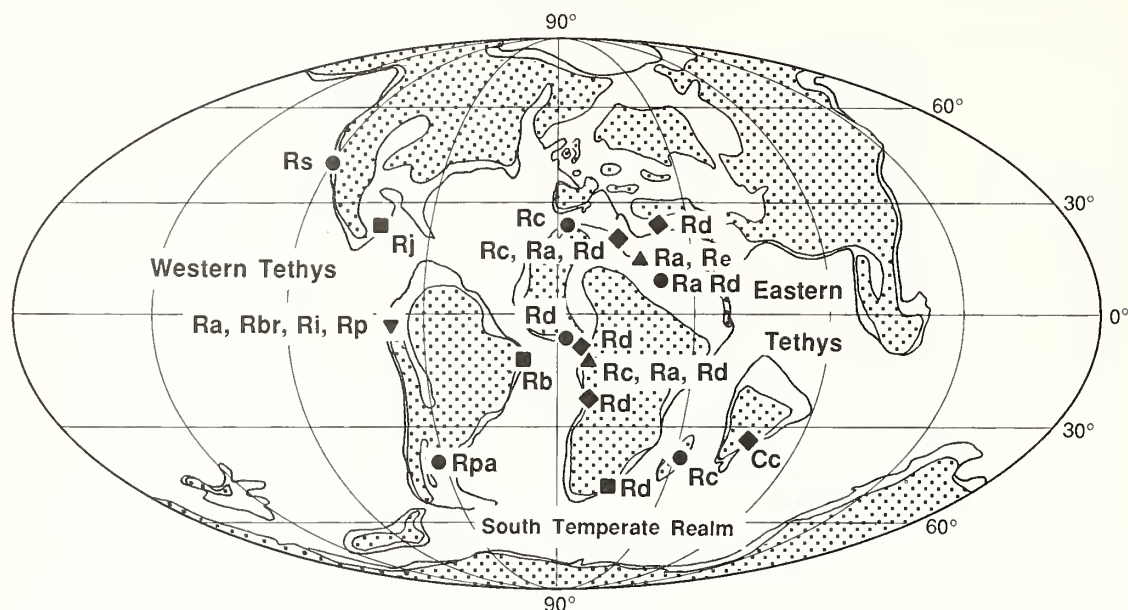 90°
60°
Rs
30°
Rc
Rd
Rj
Rc, Ra, Rd
Ra, Re
Western Tethys
Ra Rd
Eastern
Ra, Rbr, Ri, Rp
Rd
0°
Rd
Tethys
Rb
Rc, Ra, Rd
Rd
30°
Rpa
Cc
Rc
Rd
South Temperate Realm
60°
90°